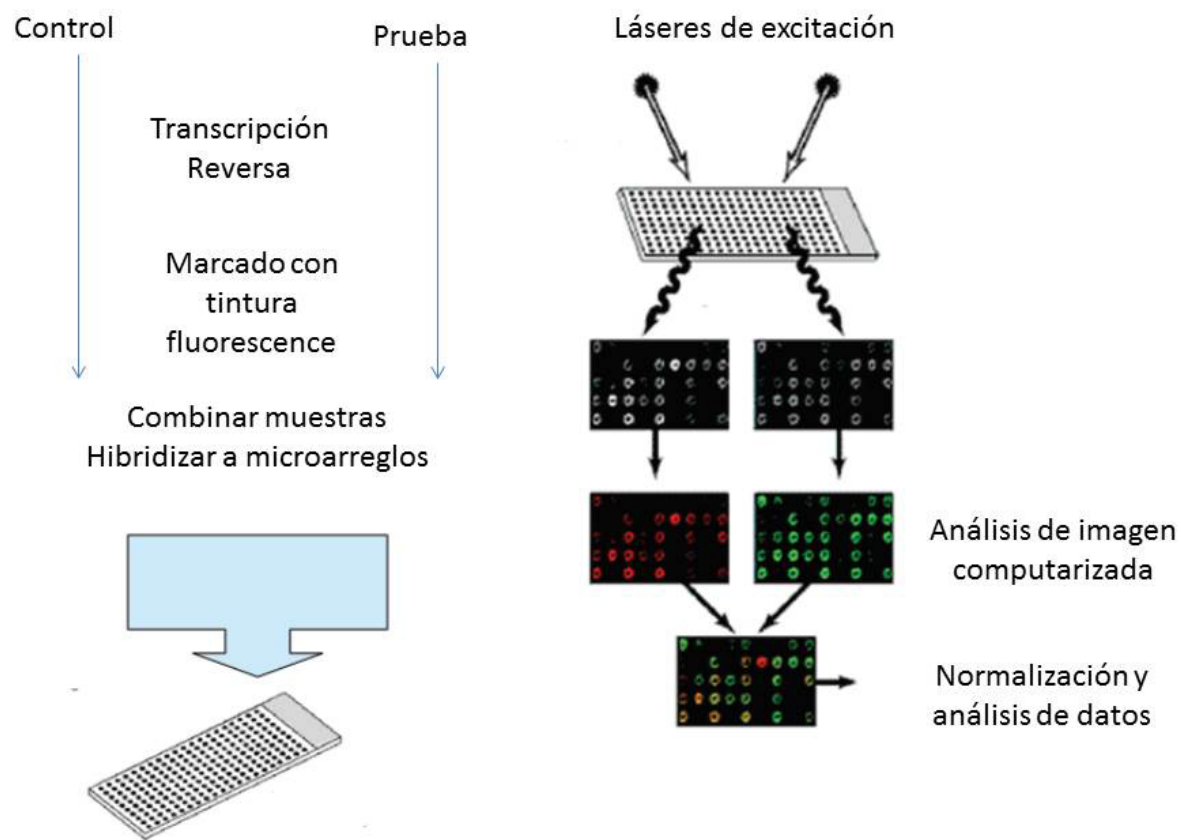 Control
Prueba
Transcripción
Reversa
Marcado con
tintura
fluorescence
Combinar muestras
Hibridizar a microarreglos
Láseres de excitación
Análisis de imagen
computarizada
Normalización y
análisis de datos